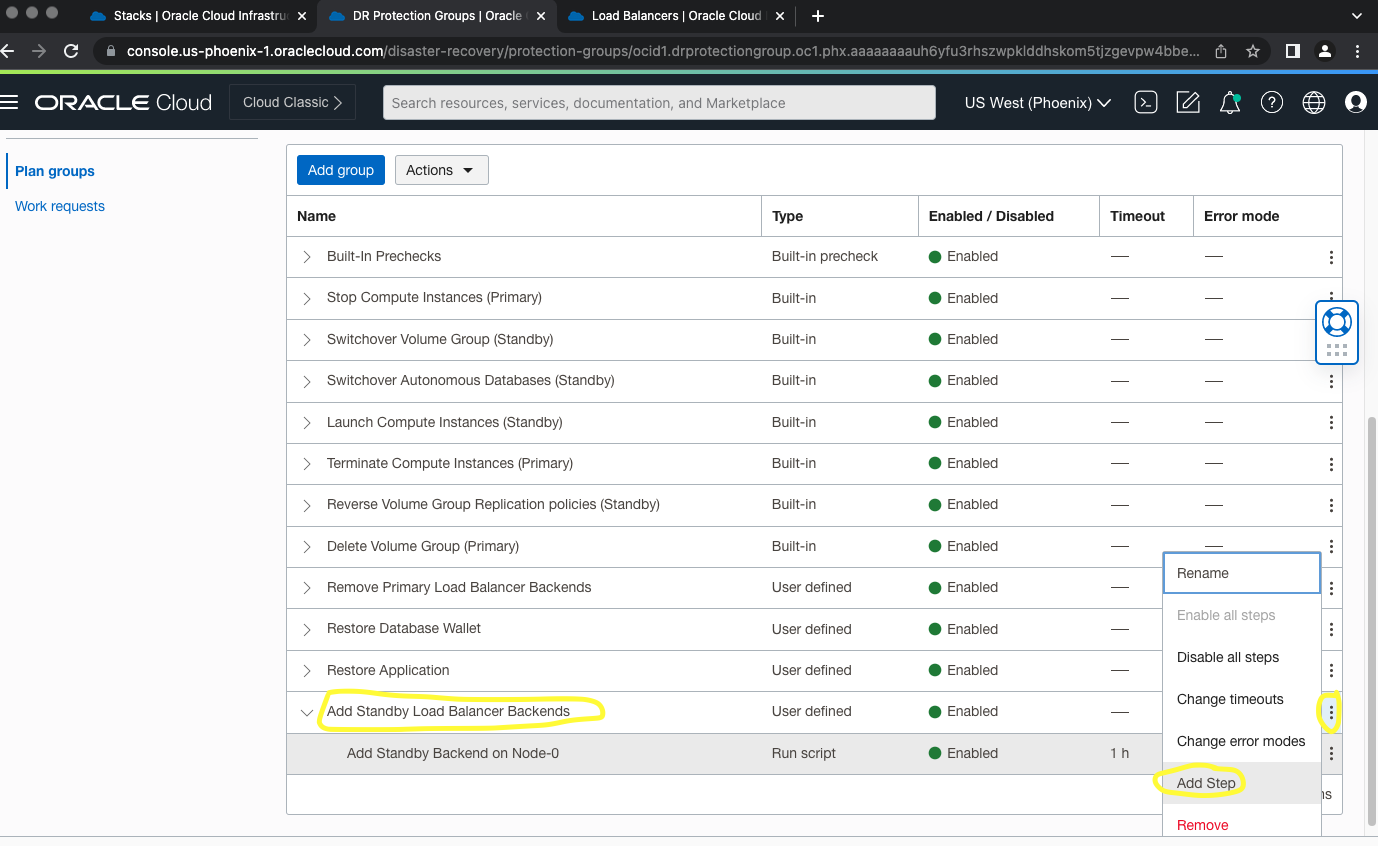 Stacks | Oracle Cloud Infrastru
DR Protection Groups | Oracle
Load Balancers | Oracle Cloud
console.us-phoenix-1.oraclecloud.com/disaster-recovery/protection-groups/ocid1.drprotectiongroup.oc1.phx.aaaaaaaauh6yfu3rhszwpklddhskom5tjzgevpw4bbe...
ORACLE Cloud
Cloud Classic
Search resources, services, documentation, and Marketplace
US West (Phoenix)
Plan groups
Work requests
Add group
Actions
Name Type Enabled / Disabled Timeout Error mode
Built-In Prechecks Built-in precheck Enabled — —
Stop Compute Instances (Primary) Built-in Enabled — —
Switchover Volume Group (Standby) Built-in Enabled — —
Switchover Autonomous Databases (Standby) Built-in Enabled — —
Launch Compute Instances (Standby) Built-in Enabled — —
Terminate Compute Instances (Primary) Built-in Enabled — —
Reverse Volume Group Replication policies (Standby) Built-in Enabled — —
Delete Volume Group (Primary) Built-in Enabled — —
Remove Primary Load Balancer Backends User defined Enabled —
Restore Database Wallet User defined Enabled —
Restore Application User defined Enabled —
Add Standby Load Balancer Backends User defined Enabled —
Add Standby Backend on Node-0 Run script Enabled 1 h
Rename
Enable all steps
Disable all steps
Change timeouts
Change error modes
Add Step
Remove